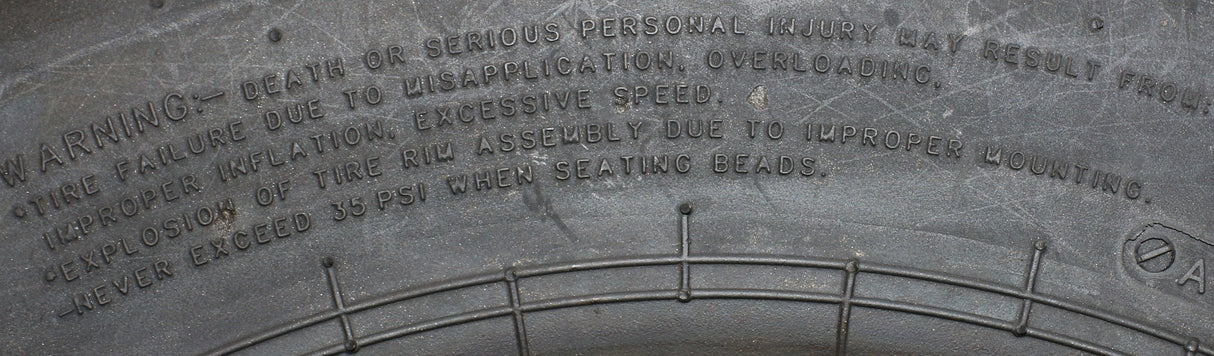 WARNING:- DEATH OR SERIOUS PERSONAL INJURY MAY RESULT FROM:
*TIRE FAILURE DUE TO MISAPPLICATION, OVERLOADING,
IMPROPER INFLATION, EXCESSIVE SPEED.
*EXPLOSION OF TIRE RIM ASSEMBLY DUE TO IMPROPER MOUNTING.
-NEVER EXCEED 35 PSI WHEN SEATING BEADS.
A